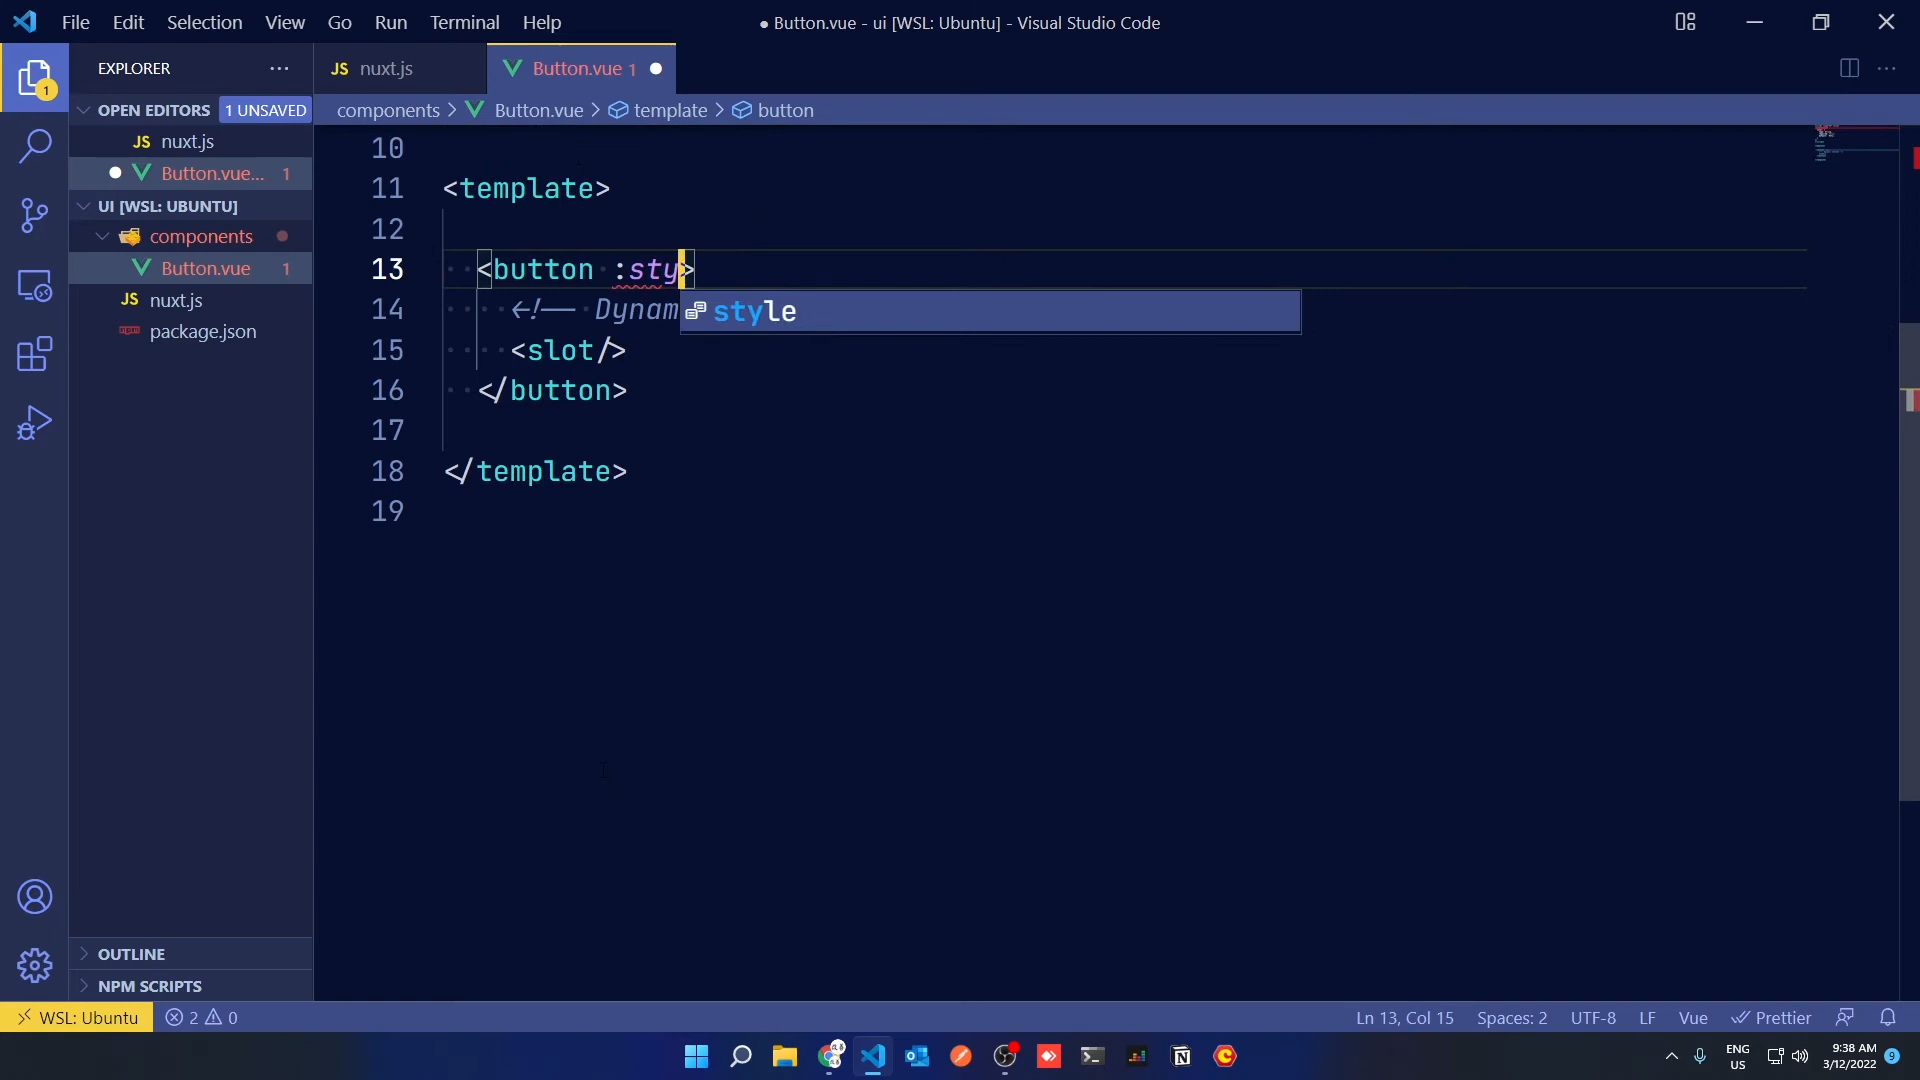 File Edit Selection View Go Run Terminal Help
● Button.vue - ui [WSL: Ubuntu] - Visual Studio Code
EXPLORER
JS nuxt.js
Button.vue 1
OPEN EDITORS 1 UNSAVED
JS nuxt.js
Button.vue... 1
UI [WSL: UBUNTU]
components
Button.vue 1
JS nuxt.js
package.json
components > Button.vue > template > button
10
11 <template>
12
13 <button :sty>
14 <!-- Dynam
style
15 <slot/>
16 </button>
17
18 </template>
19
1
OUTLINE
NPM SCRIPTS
WSL: Ubuntu 2 0
Ln 13, Col 15 Spaces: 2 UTF-8 LF Vue Prettier
ENG
US
9:38 AM
3/12/2022
9